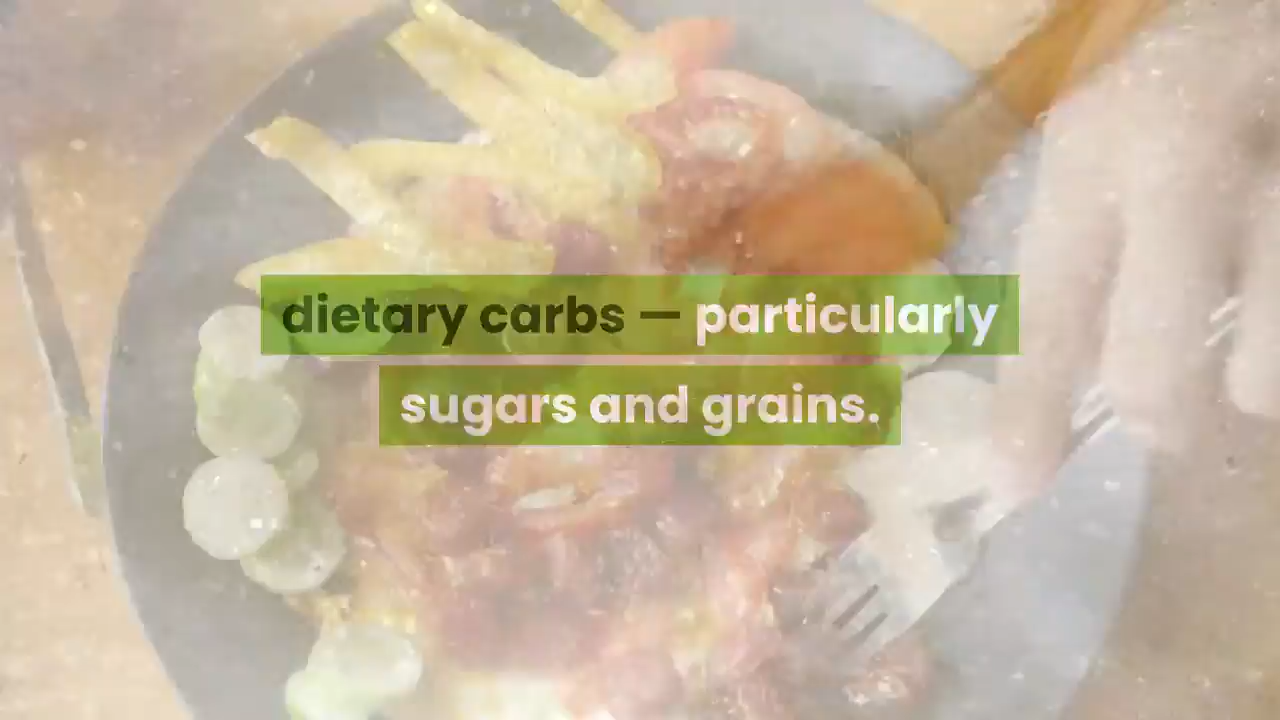 dietary carbs — particularly
sugars and grains.